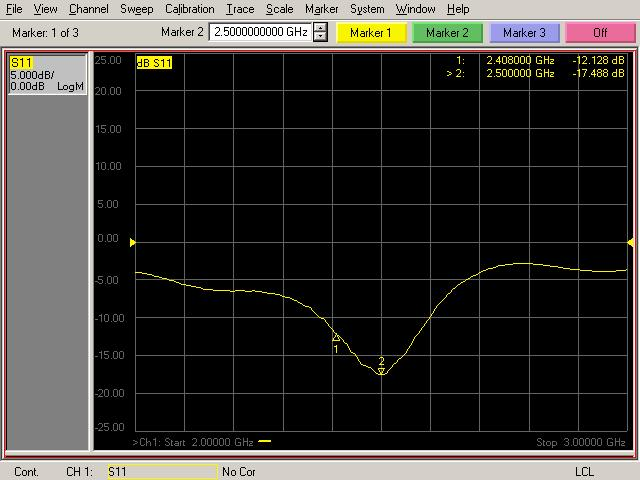 File View Channel Sweep Calibration Trace Scale Marker System Window Help
Marker: 1 of 3 Marker 2 2.5000000000 GHz Marker 1 Marker 2 Marker 3 Off
S11
5.000dB/
0.00dB LogM
dB S11
1: 2.408000 GHz -12.128 dB
> 2: 2.500000 GHz -17.488 dB
25.00
20.00
15.00
10.00
5.00
0.00
-5.00
-10.00
-15.00
-20.00
-25.00
1
2
>Ch1: Start 2.00000 GHz Stop 3.00000 GHz
Cont. CH 1: S11 No Cor LCL